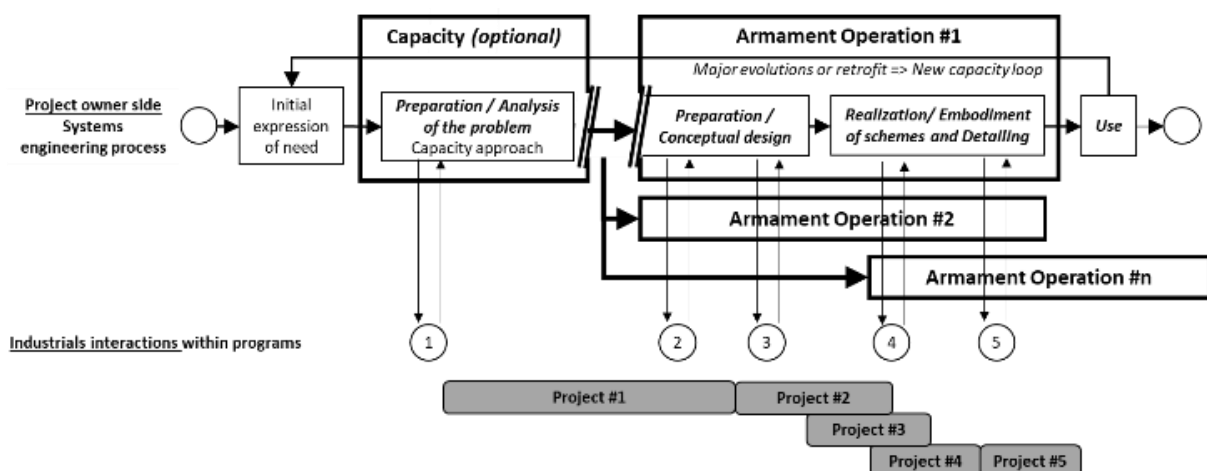 Capacity (optional)
Armament Operation #1
Major evolutions or retrofit => New capacity loop
Project owner side
Systems
engineering process
Initial
expression
of need
Preparation / Analysis
of the problem
Capacity approach
Preparation /
Conceptual design
Realization/ Embodiment
of schemes and Detailling
Use
Armament Operation #2
Armament Operation #n
Industrials interactions within programs
1
2
3
4
5
Project #1
Project #2
Project #3
Project #4
Project #5